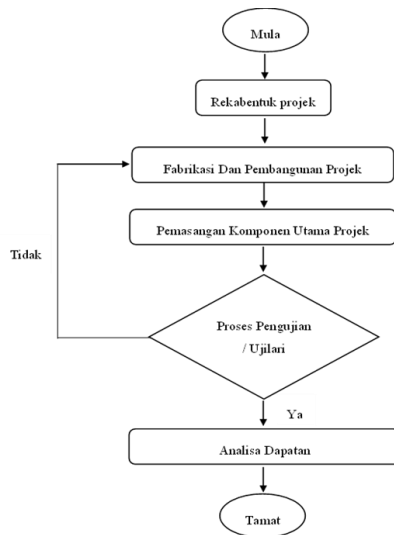 Mula
Rekabentuk projek
Fabrikasi Dan Pembangunan Projek
Pemasangan Komponen Utama Projek
Tidak
Proses Pengujian
/ Ujilari
Ya
Analisa Dapatan
Tamat